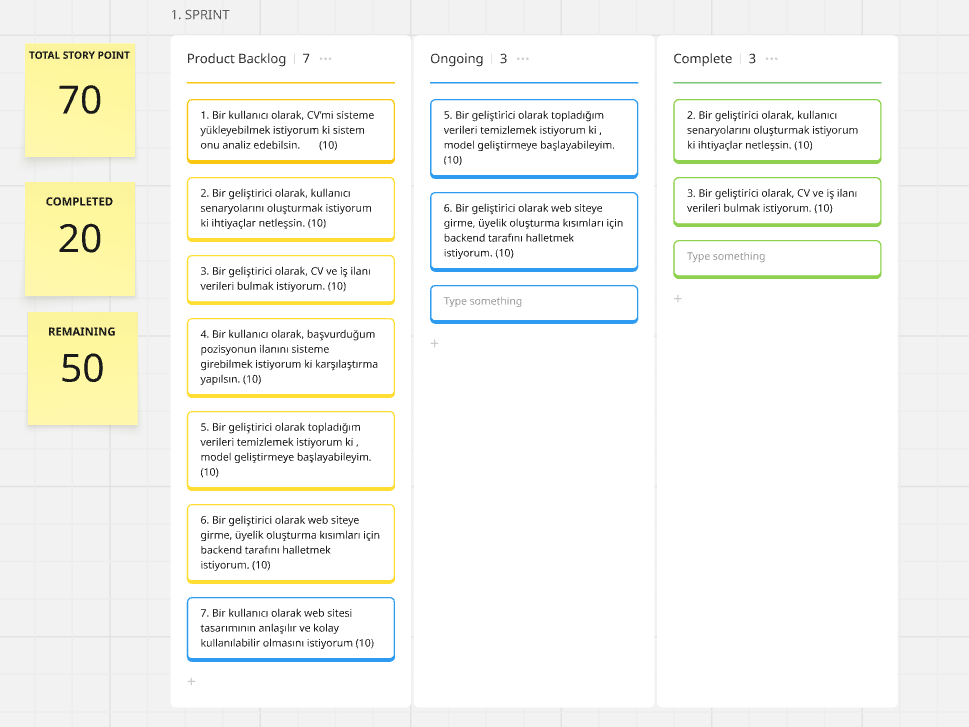 1. SPRINT
TOTAL STORY POINT
70
COMPLETED
20
REMAINING
50
Product Backlog 7 ...
1. Bir kullanıcı olarak, CV'mi sisteme
yükleyebilmek istiyorum ki sistem
onu analiz edebilsin. (10)
2. Bir geliştirici olarak, kullanıcı
senaryolarını oluşturmak istiyorum
ki ihtiyaçlar netleşsin. (10)
3. Bir geliştirici olarak, CV ve iş ilanı
verileri bulmak istiyorum. (10)
4. Bir kullanıcı olarak, başvurduğum
pozisyonun ilanını sisteme
girebilmek istiyorum ki karşılaştırma
yapılsın. (10)
5. Bir geliştirici olarak topladığım
verileri temizlemek istiyorum ki ,
model geliştirmeye başlayabileyim.
(10)
6. Bir geliştirici olarak web siteye
girme, üyelik oluşturma kısımları için
backend tarafını halletmek
istiyorum. (10)
7. Bir kullanıcı olarak web sitesi
tasarımının anlaşılır ve kolay
kullanılabilir olmasını istiyorum (10)
+
Ongoing 3 ...
5. Bir geliştirici olarak topladığım
verileri temizlemek istiyorum ki ,
model geliştirmeye başlayabileyim.
(10)
6. Bir geliştirici olarak web siteye
girme, üyelik oluşturma kısımları için
backend tarafını halletmek
istiyorum. (10)
Type something
+
Complete 3 ...
2. Bir geliştirici olarak, kullanıcı
senaryolarını oluşturmak istiyorum
ki ihtiyaçlar netleşsin. (10)
3. Bir geliştirici olarak, CV ve iş ilanı
verileri bulmak istiyorum. (10)
Type something
+